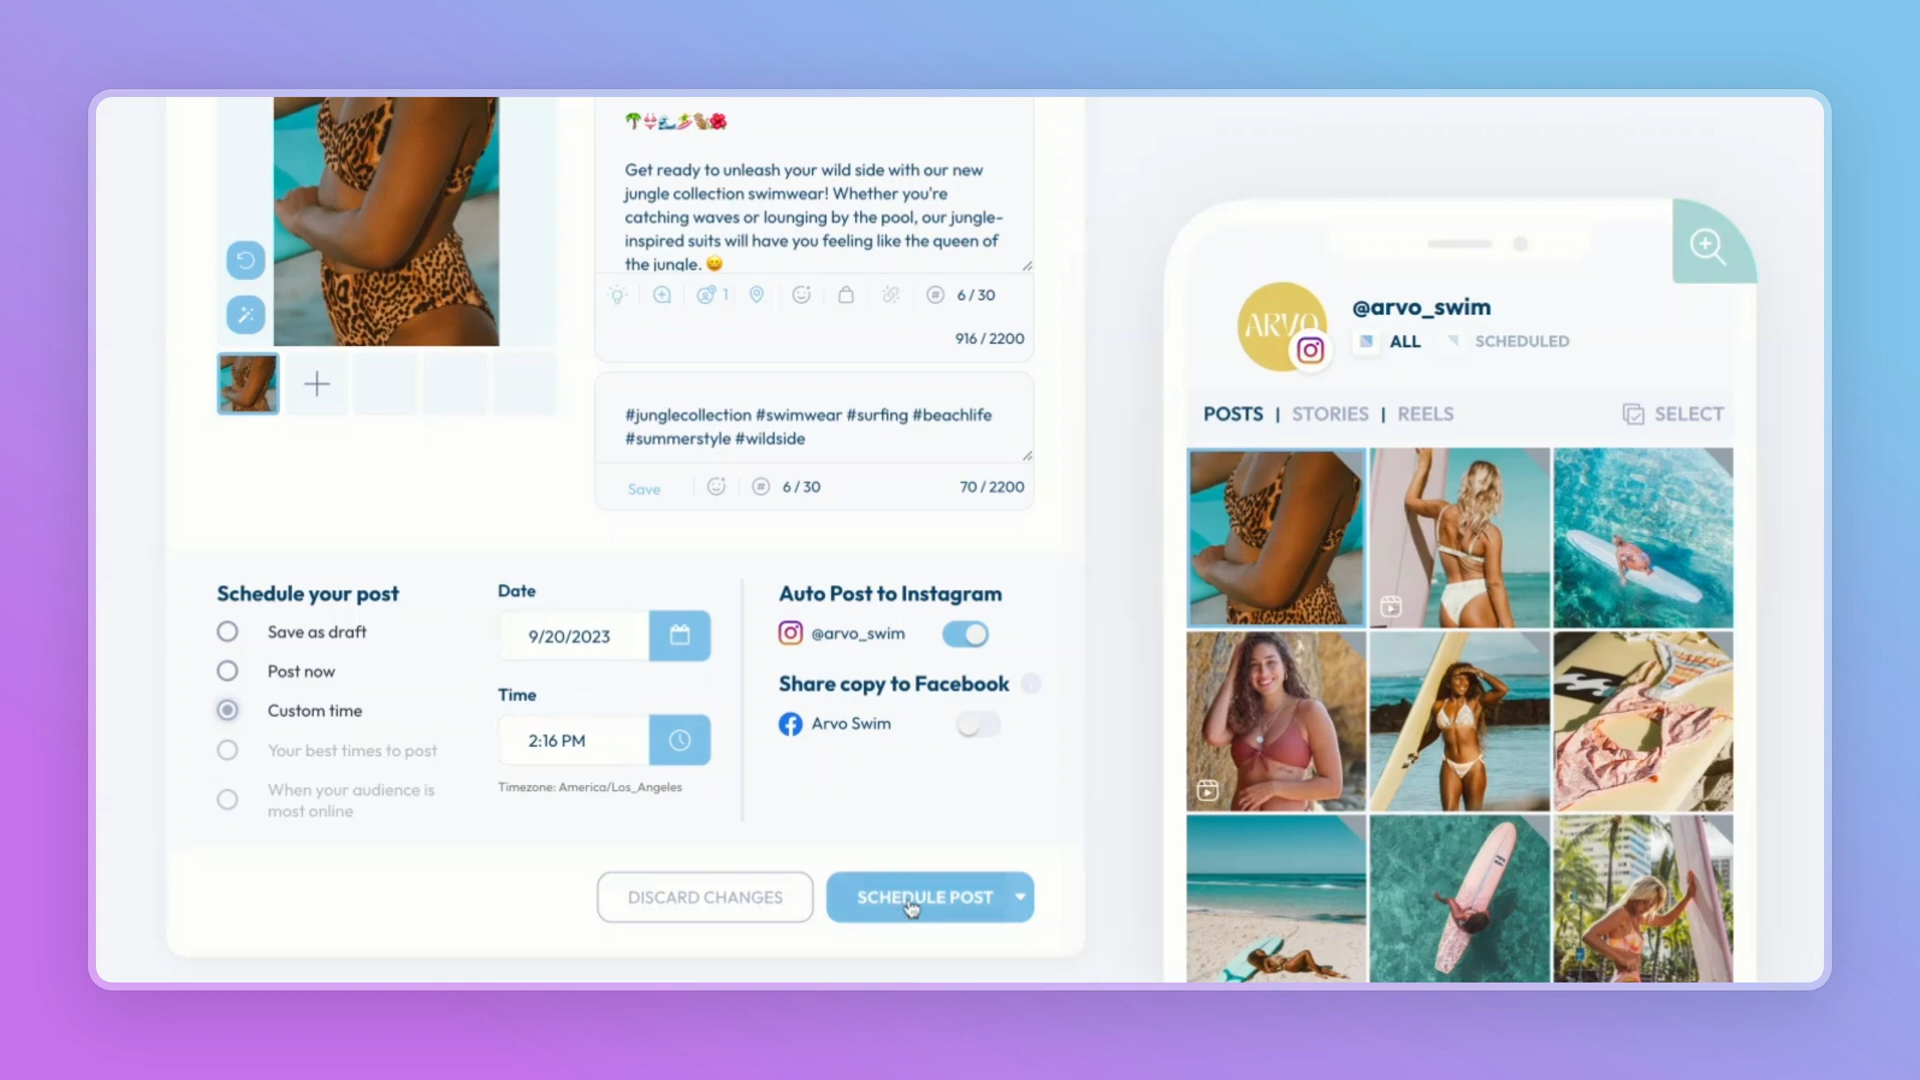 Get ready to unleash your wild side with our new
jungle collection swimwear! Whether you're
catching waves or lounging by the pool, our jungle-
inspired suits will have you feeling like the queen of
the jungle. 😀
1
6 / 30
916 / 2200
#junglecollection #swimwear #surfing #beachlife
#summerstyle #wildside
Save
6 / 30
70 / 2200
Schedule your post
Save as draft
Post now
Custom time
Your best times to post
When your audience is
most online
Date
9/20/2023
Time
2:16 PM
Timezone: America/Los_Angeles
Auto Post to Instagram
@arvo_swim
Share copy to Facebook
Arvo Swim
DISCARD CHANGES
SCHEDULE POST
ARVO
@arvo_swim
ALL
SCHEDULED
POSTS | STORIES | REELS
SELECT